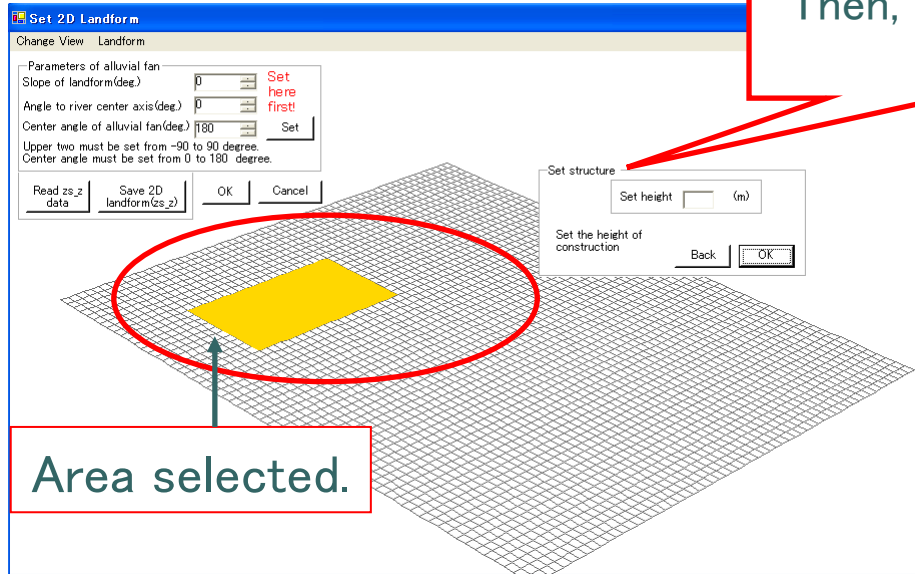 Set 2D Landform
Then,
Change View Landform
Parameters of alluvial fan
Slope of landform(deg.) 0
Set
here
first!
Angle to river center axis(deg.) 0
Center angle of alluvial fan(deg.) 180
Set
Upper two must be set from -90 to 90 degree.
Center angle must be set from 0 to 180 degree.
Read zs_z
data
Save 2D
landform(zs_z)
OK
Cancel
Set structure
Set height (m)
Set the height of
construction
Back
OK
Area selected.